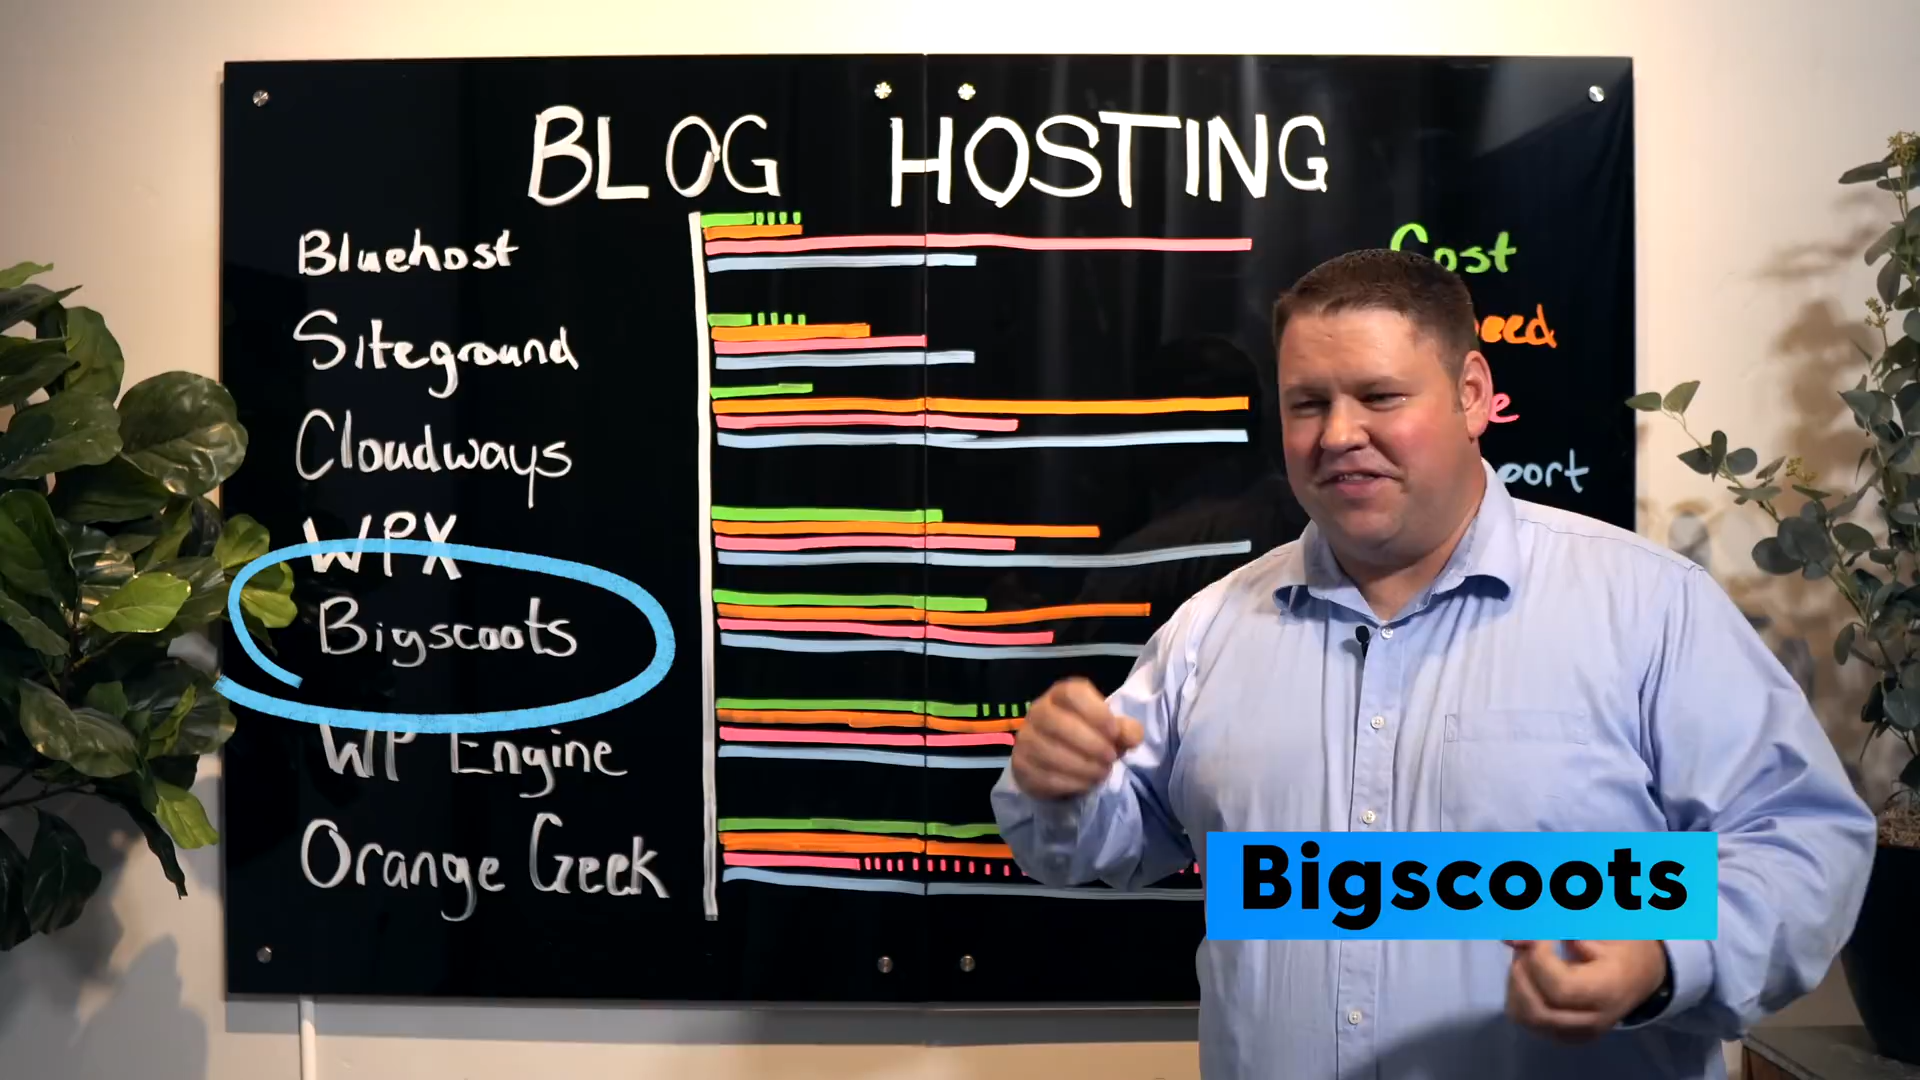 BLOG HOSTING
Bluehost
Siteground
Cloudways
WPX
Bigscoots
WP Engine
Orange Geek
Cost
Bigscoots